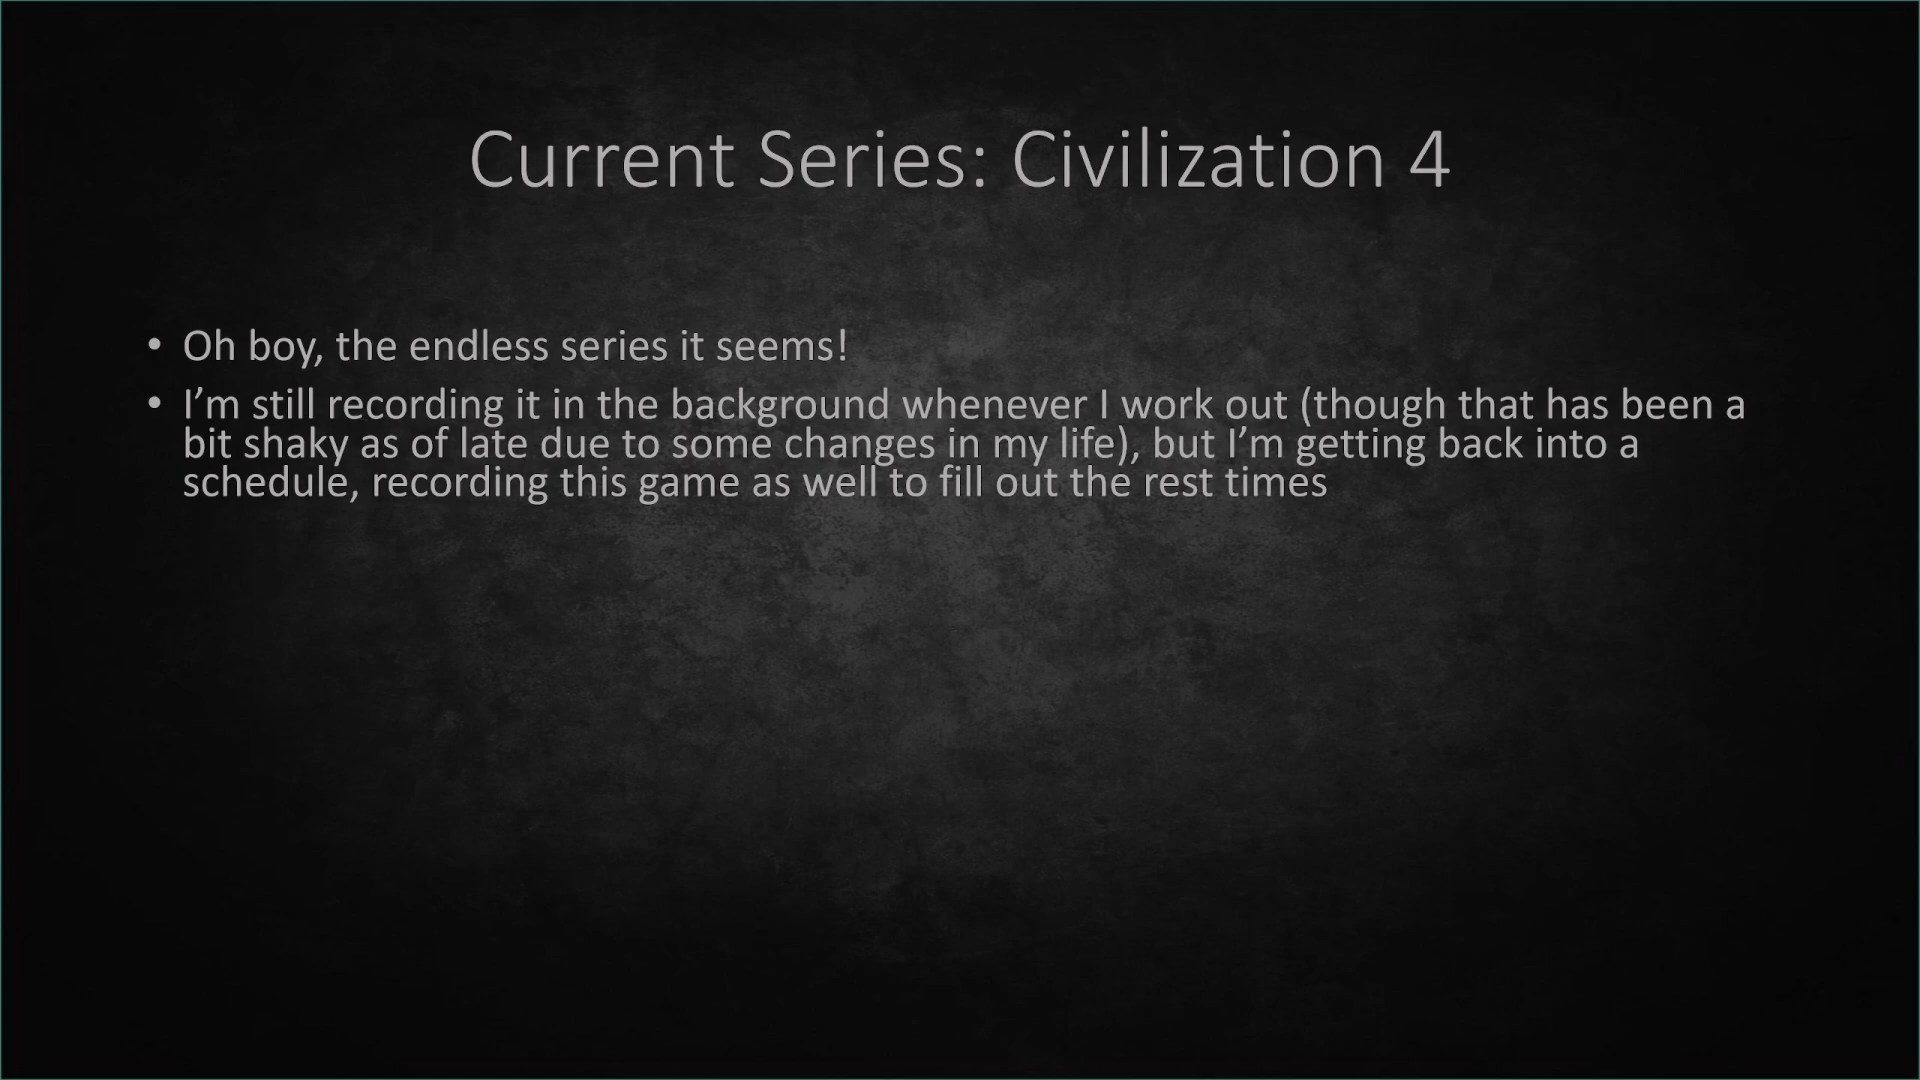 Current Series: Civilization 4
• Oh boy, the endless series it seems!
• I’m still recording it in the background whenever I work out (though that has been a
bit shaky as of late due to some changes in my life), but I’m getting back into a
schedule, recording this game as well to fill out the rest times